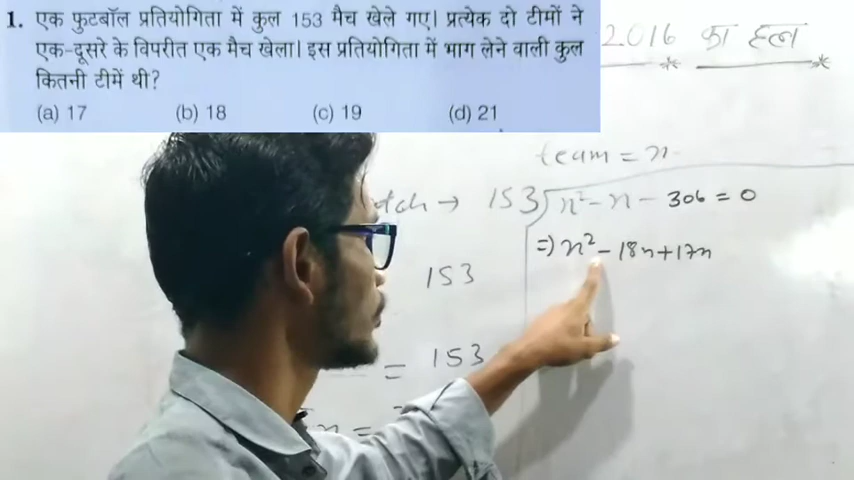 1. एक फुटबॉल प्रतियोगिता में कुल 153 मैच खेले गए। प्रत्येक दो टीमों ने
एक-दूसरे के विपरीत एक मैच खेला। इस प्रतियोगिता में भाग लेने वाली कुल
कितनी टीमें थी?
(a) 17 (b) 18 (c) 19 (d) 21
2016 का हल
team = n
→ 153 n² - n - 306 = 0
⇒ n² - 18n + 17n
153
= 153
n =